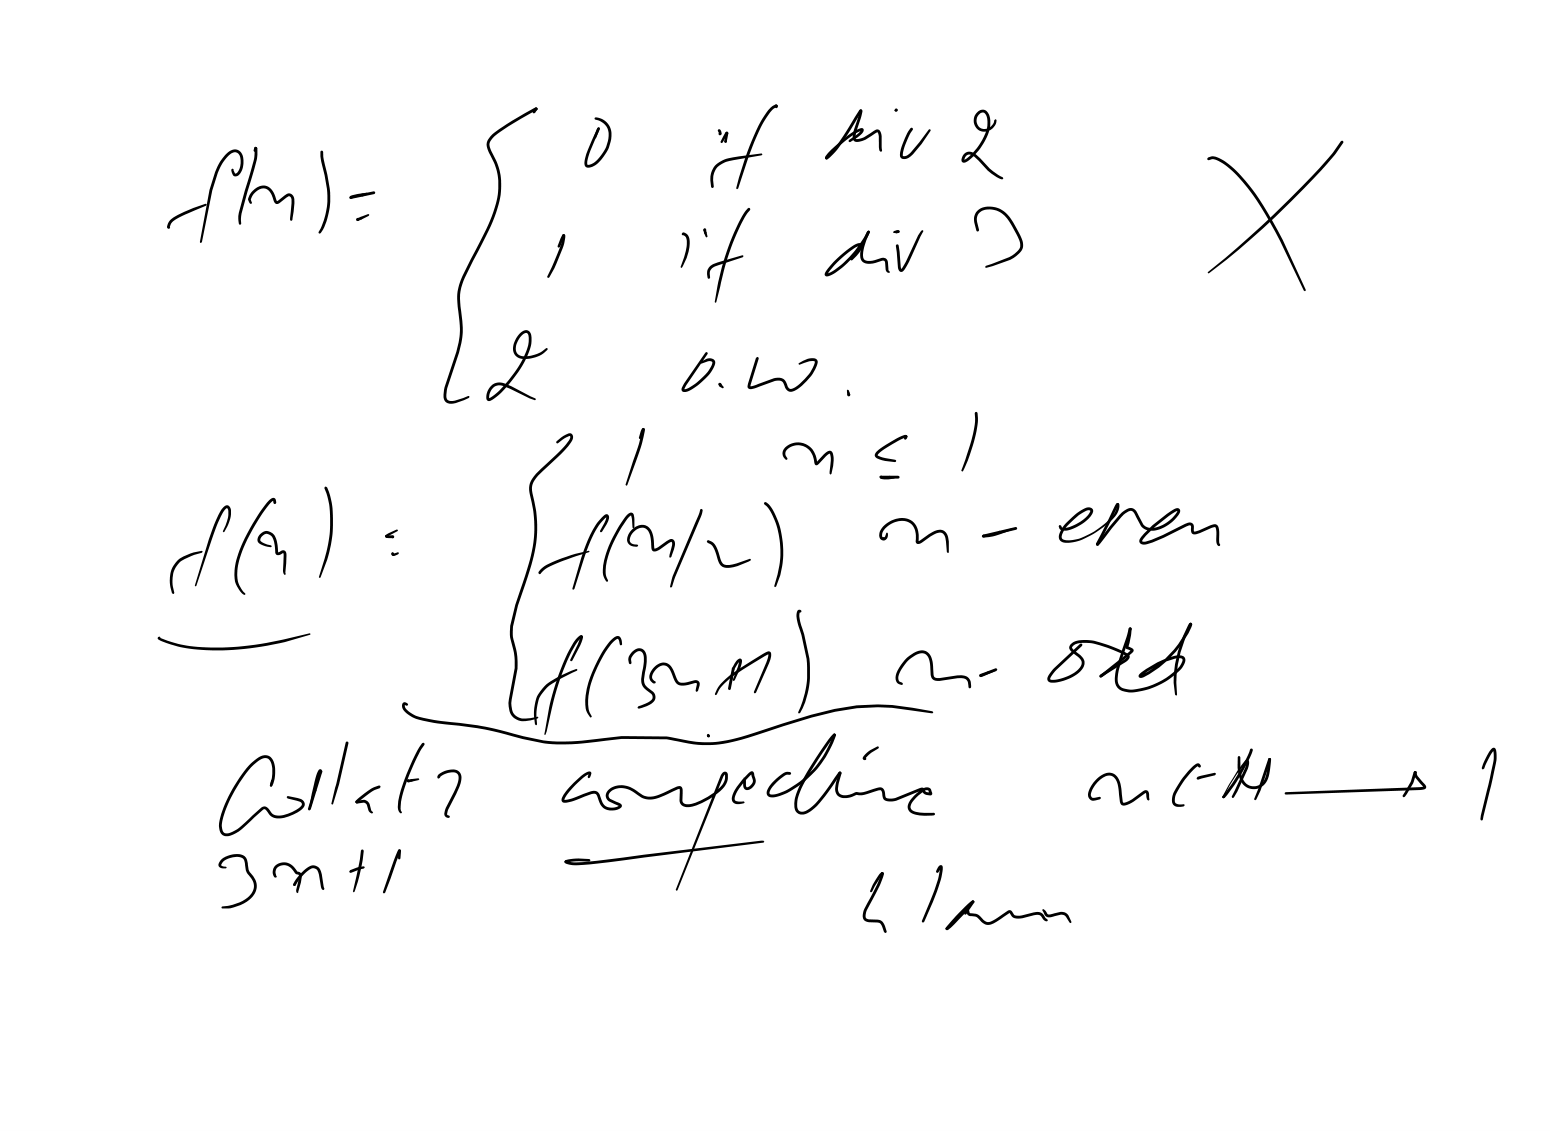 f(n) = { 0 if div 2
1 if div 3
2 o.w.
f(n) = { 1 n ≤ 1
f(n/2) n - even
f(3n+1) n - odd
Collatz conjecture n ∈ ℕ ⟶ 1
3n+1